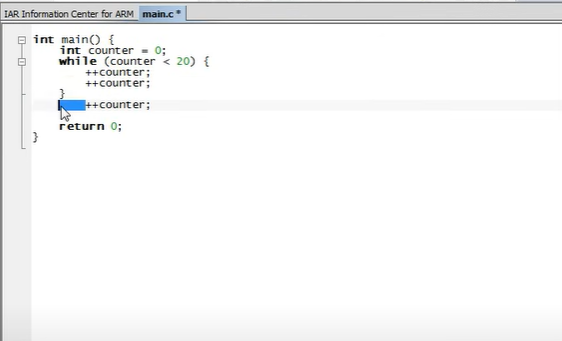 IAR Information Center for ARM main.c *
int main() {
    int counter = 0;
    while (counter < 20) {
        ++counter;
        ++counter;
    }
        ++counter;
    return 0;
}